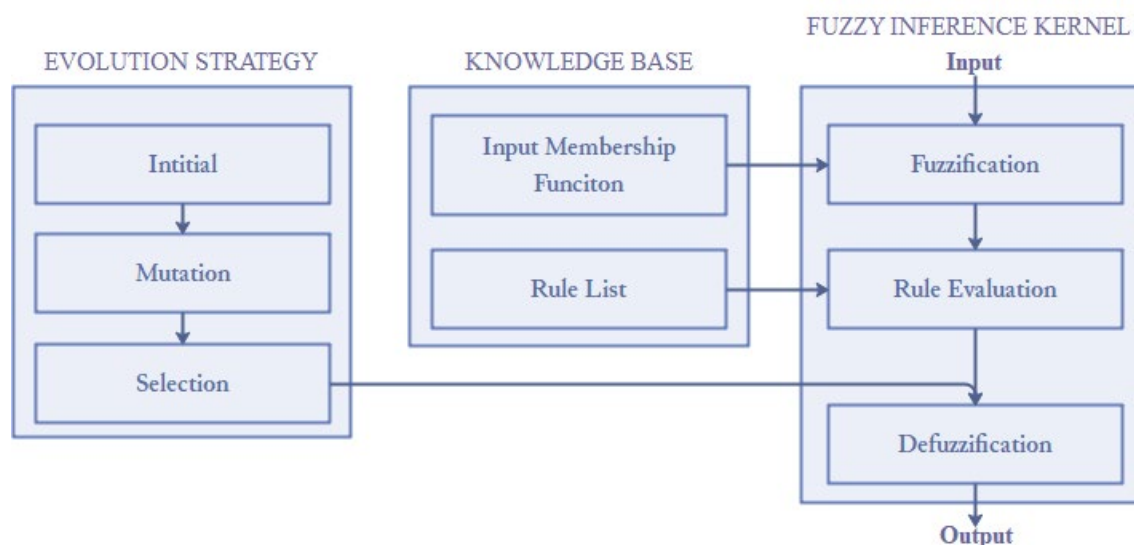 FUZZY INFERENCE KERNEL
EVOLUTION STRATEGY
KNOWLEDGE BASE
Input
Intitial
Mutation
Selection
Input Membership
Funciton
Rule List
Fuzzification
Rule Evaluation
Defuzzification
Output